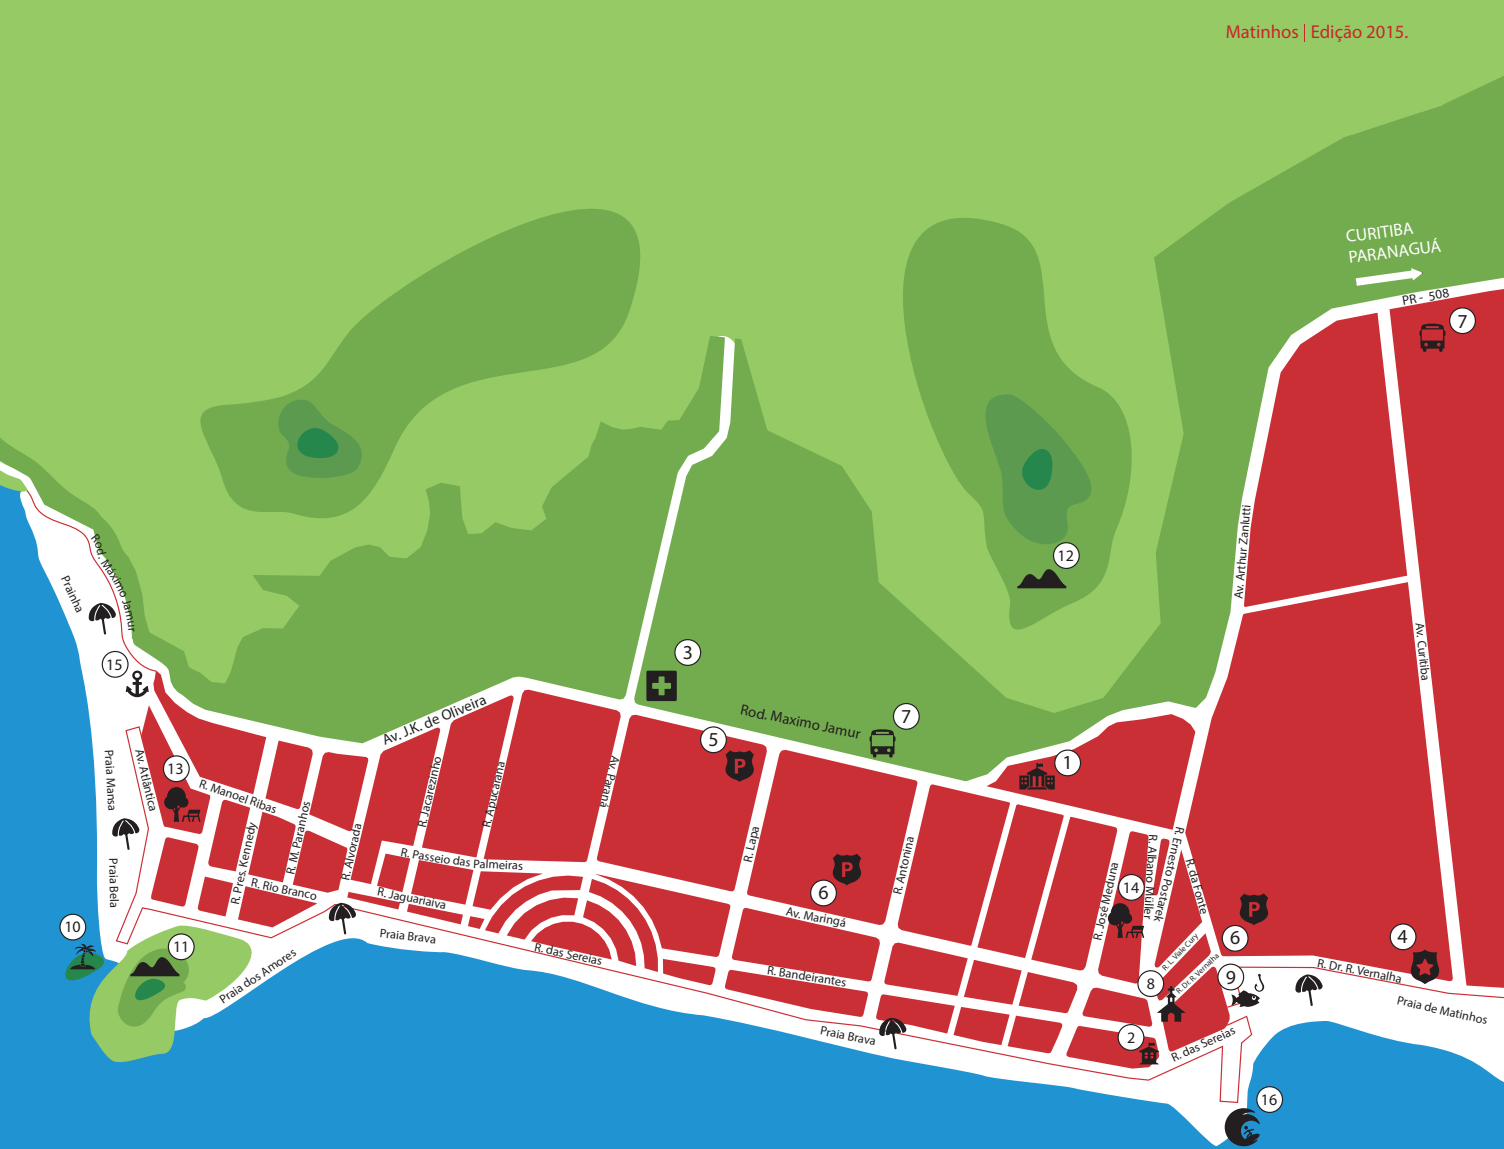 Matinhos | Edição 2015.
CURITIBA
PARANAGUÁ
PR - 508
7
Av. Arthur Zanlutti
Av. Curitiba
12
Rod. Máximo Jamur
Prainha
15
3
Av. J.K. de Oliveira
Rod. Maximo Jamur
7
5
P
1
Praia Mansa
Av. Atlântica
13
R. Manoel Ribas
R. Pres. Kennedy
R. M. Paranhos
R. Alvorada
R. Jacarezinho
R. Apucarana
Av. Paraná
R. Lapa
R. Antonina
R. José Meduna
R. Albano Müller
R. Ernesto Postarek
R. da Fonte
Praia Bela
R. Rio Branco
R. Passeio das Palmeiras
R. Jaguariaiva
P
6
Av. Maringá
14
P
6
4
10
11
Praia Brava
R. das Sereias
R. Bandeirantes
R. L. Vale Cury
R. Dr. R. Vernalha
R. Dr. R. Vernalha
8
9
Praia dos Amores
Praia de Matinhos
Praia Brava
2
R. das Sereias
16